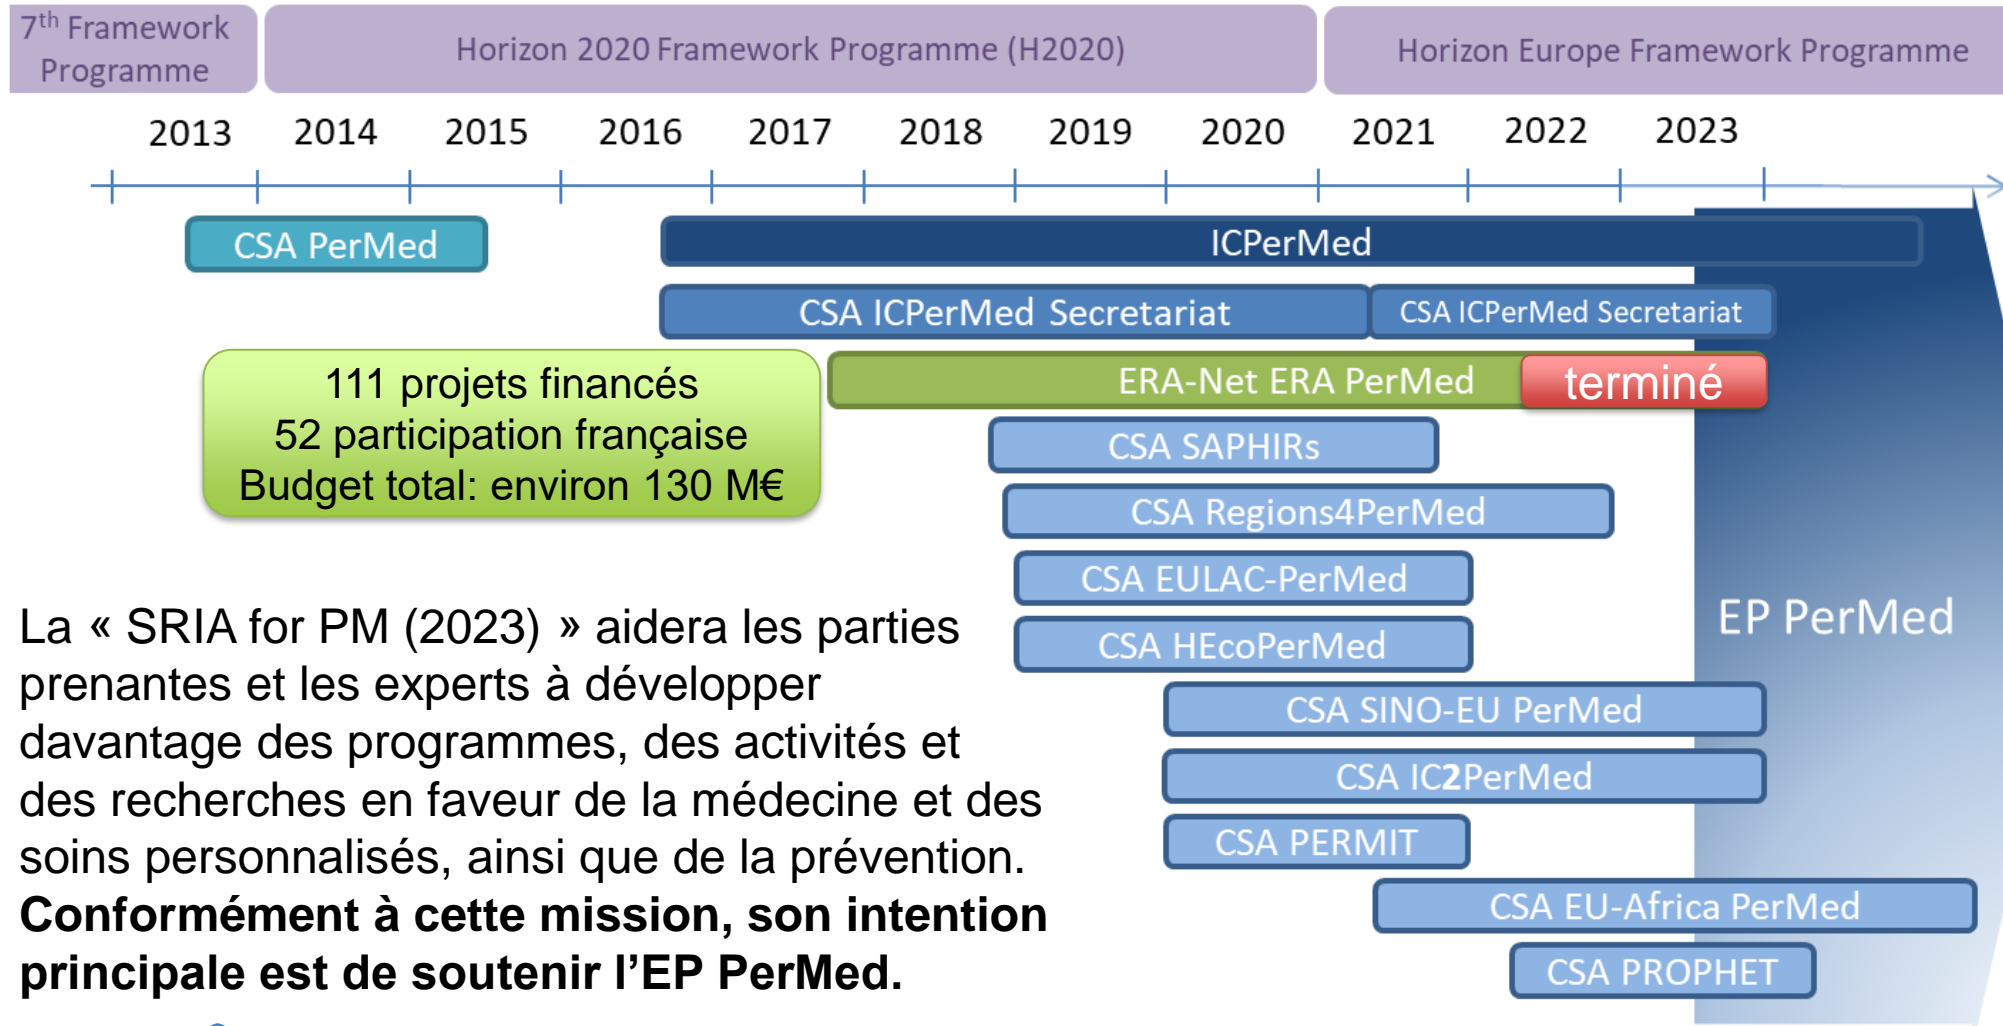 7th Framework
Programme
Horizon 2020 Framework Programme (H2020)
Horizon Europe Framework Programme
2013 2014 2015 2016 2017 2018 2019 2020 2021 2022 2023
CSA PerMed
ICPerMed
CSA ICPerMed Secretariat
CSA ICPerMed Secretariat
111 projets financés
52 participation française
Budget total: environ 130 M€
ERA-Net ERA PerMed
terminé
CSA SAPHIRs
CSA Regions4PerMed
CSA EULAC-PerMed
CSA HEcoPerMed
CSA SINO-EU PerMed
CSA IC2PerMed
CSA PERMIT
CSA EU-Africa PerMed
CSA PROPHET
EP PerMed
La « SRIA for PM (2023) » aidera les parties
prenantes et les experts à développer
davantage des programmes, des activités et
des recherches en faveur de la médecine et des
soins personnalisés, ainsi que de la prévention.
Conformément à cette mission, son intention
principale est de soutenir l’EP PerMed.